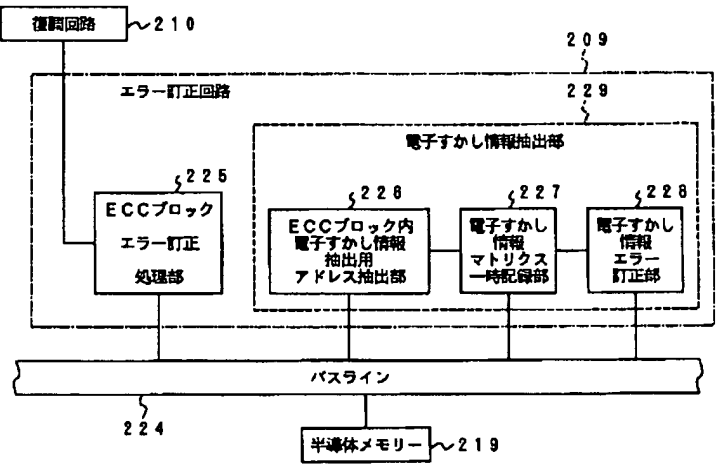 復調回路
210
209
エラー訂正回路
229
電子すかし情報抽出部
225
ECCブロック
エラー訂正
処理部
226
ECCブロック内
電子すかし情報
抽出用
アドレス抽出部
227
電子すかし
情報
マトリクス
一時記録部
228
電子すかし
情報
エラー
訂正部
バスライン
224
半導体メモリー
219